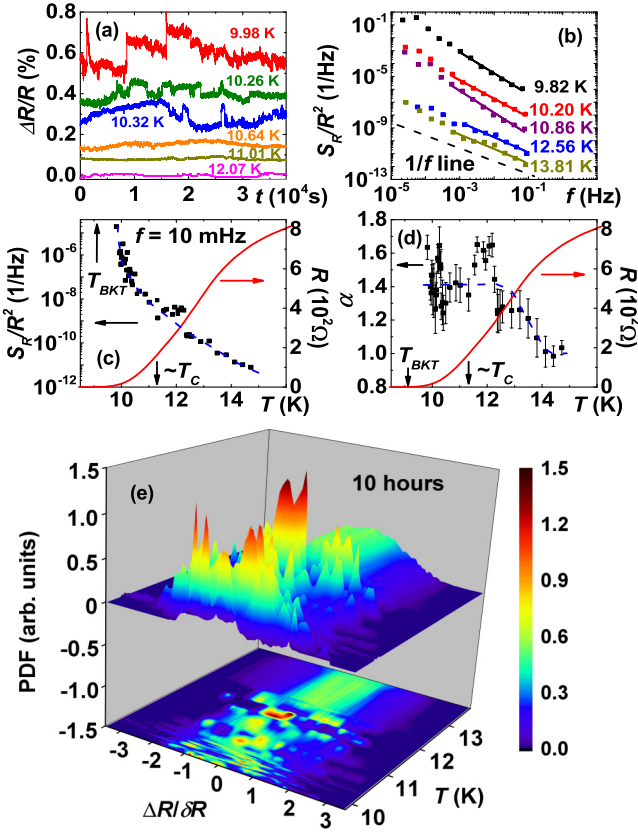 (a)
0.8
0.6
0.4
0.2
0.0
ΔR/R (%)
9.98 K
10.26 K
10.32 K
10.64 K
11.01 K
12.07 K
0 1 2 3
t (10⁴s)
(b)
10⁻¹
10⁻⁵
10⁻⁹
10⁻¹³
S_R/R² (1/Hz)
9.82 K
10.20 K
10.86 K
12.56 K
13.81 K
1/f line
10⁻⁵ 10⁻³ 10⁻¹
f (Hz)
f = 10 mHz
10⁻⁶
10⁻⁸
10⁻¹⁰
10⁻¹²
S_R/R² (1/Hz)
T_BKT
(c)
~T_C
8
6
4
2
0
R (10²Ω)
10 12 14
T (K)
(d)
1.8
1.6
1.4
1.2
1.0
0.8
α
T_BKT
~T_C
8
6
4
2
0
R (10²Ω)
10 12 14
T (K)
(e)
10 hours
1.5
1.0
0.5
0
-0.5
-1.0
-1.5
PDF (arb. units)
-3 -2 -1 0 1 2 3
ΔR/δR
10 11 12 13
T (K)
1.5
1.2
0.9
0.6
0.3
0.0